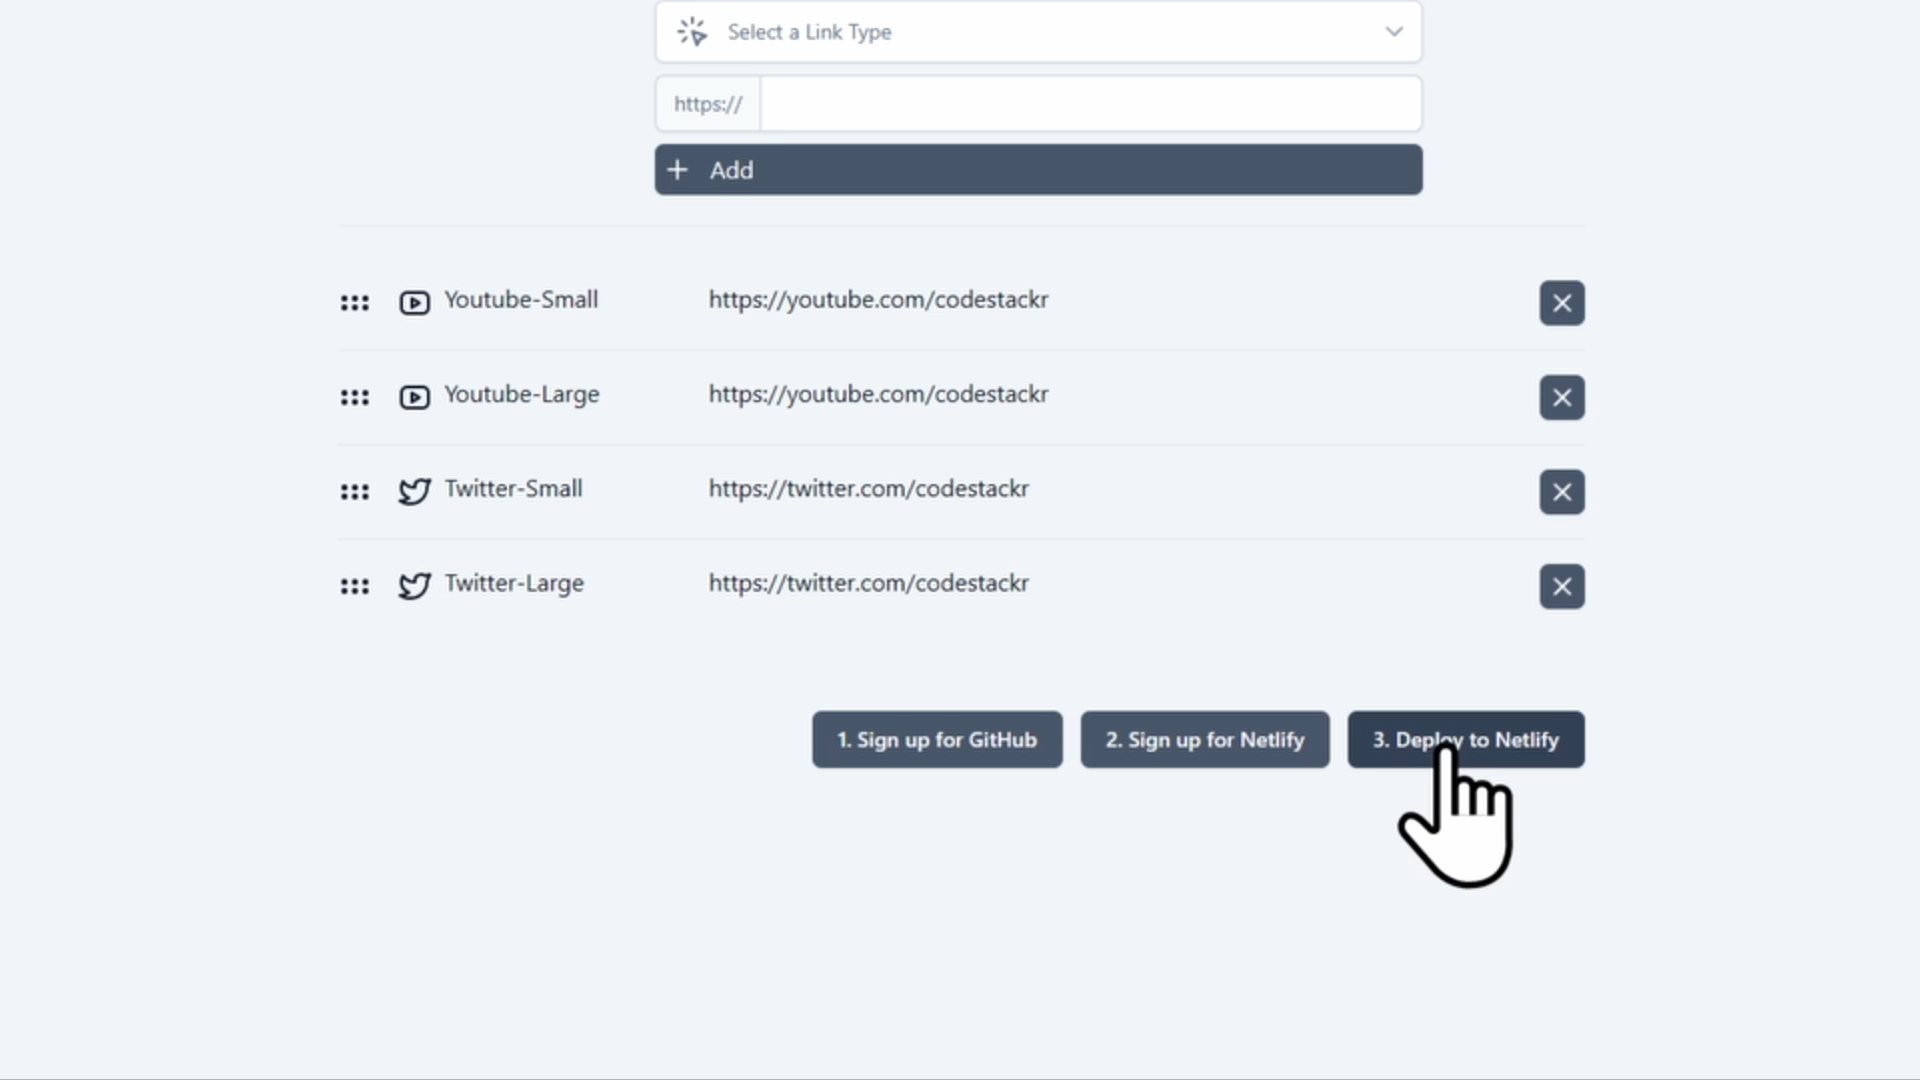 Select a Link Type
https://
+ Add
Youtube-Small https://youtube.com/codestackr
Youtube-Large https://youtube.com/codestackr
Twitter-Small https://twitter.com/codestackr
Twitter-Large https://twitter.com/codestackr
1. Sign up for GitHub 2. Sign up for Netlify 3. Deploy to Netlify